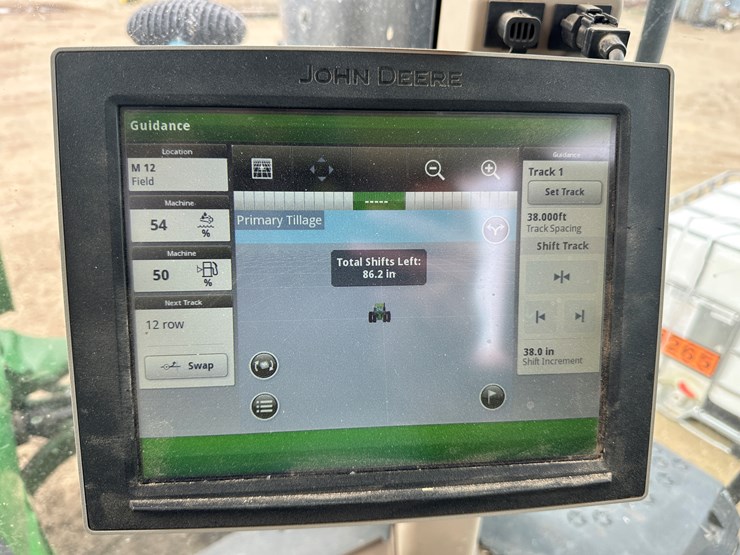 JOHN DEERE
Guidance
Location
M 12
Field
Machine
54
%
Machine
50
%
Next Track
12 row
Swap
Primary Tillage
Total Shifts Left:
86.2 in
Guidance
Track 1
Set Track
38.000ft
Track Spacing
Shift Track
38.0 in
Shift Increment
1265